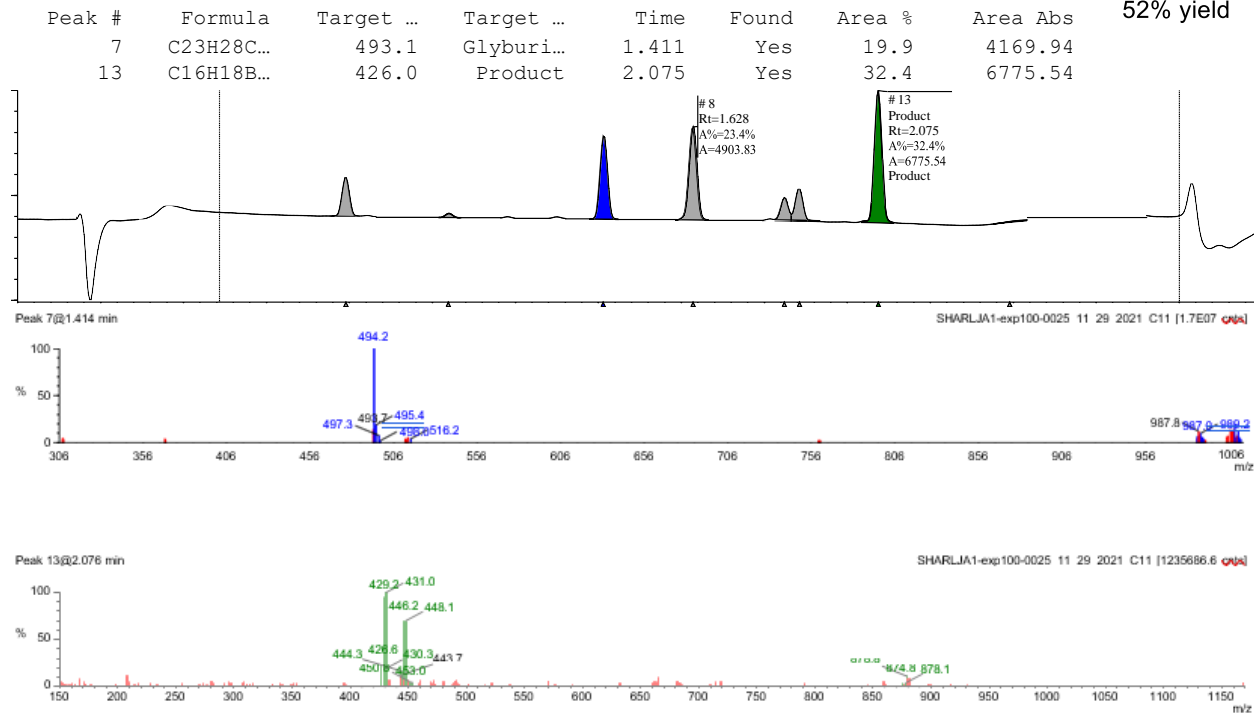 52% yield
Peak # Formula Target … Target … Time Found Area % Area Abs
7 C23H28C… 493.1 Glyburi… 1.411 Yes 19.9 4169.94
13 C16H18B… 426.0 Product 2.075 Yes 32.4 6775.54
# 8
Rt=1.628
A%=23.4%
A=4903.83
# 13
Product
Rt=2.075
A%=32.4%
A=6775.54
Product
Peak 7@1.414 min SHARLJA1-exp100-0025 11 29 2021 C11 [1.7E07 cnts]
494.2
100
% 50
0
497.3 493.7 495.4 516.2
987.8
306 356 406 456 506 556 606 656 706 756 806 856 906 956 1006
m/z
Peak 13@2.076 min SHARLJA1-exp100-0025 11 29 2021 C11 [1235686.6 cnts]
100
% 50
0
429.2 431.0
446.2 448.1
444.3 426.6 430.3 443.7
453.0
878.1
150 200 250 300 350 400 450 500 550 600 650 700 750 800 850 900 950 1000 1050 1100 1150
m/z